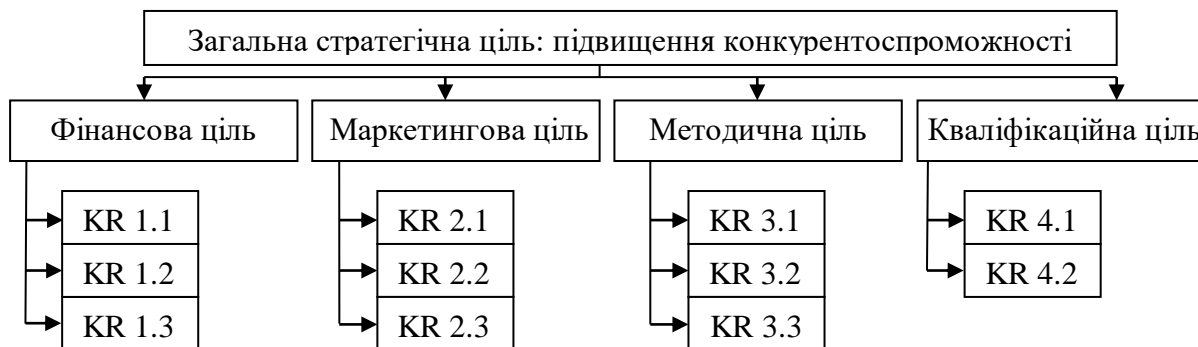 Загальна стратегічна ціль: підвищення конкурентоспроможності
Фінансова ціль
Маркетингова ціль
Методична ціль
Кваліфікаційна ціль
KR 1.1
KR 2.1
KR 3.1
KR 4.1
KR 1.2
KR 2.2
KR 3.2
KR 4.2
KR 1.3
KR 2.3
KR 3.3